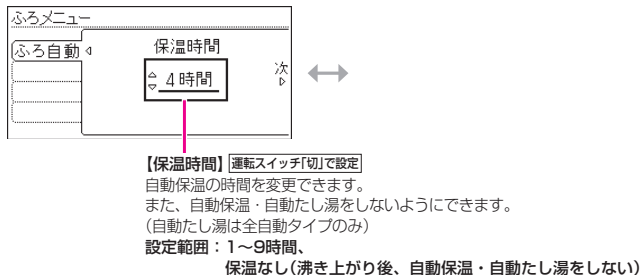 ふろメニュー
ふろ自動
保温時間
4時間
次
【保温時間】運転スイッチ｢切｣で設定
自動保温の時間を変更できます。
また、自動保温・自動たし湯をしないようにできます。
(自動たし湯は全自動タイプのみ)
設定範囲：1～9時間、
保温なし(沸き上がり後、自動保温・自動たし湯をしない)